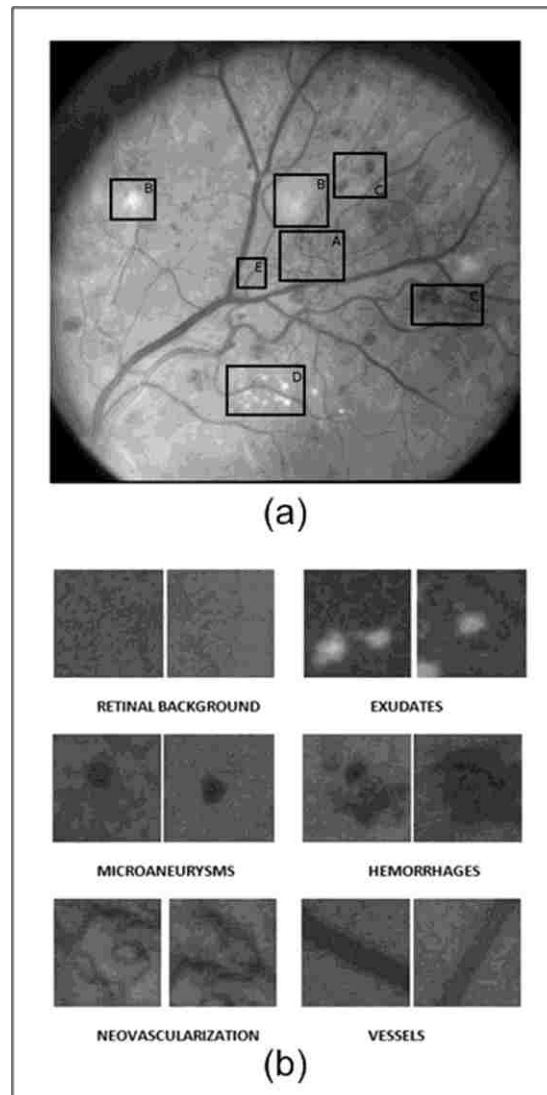 B
B
C
A
E
C
D
(a)
RETINAL BACKGROUND EXUDATES
MICROANEURYSMS HEMORRHAGES
NEOVASCULARIZATION VESSELS
(b)